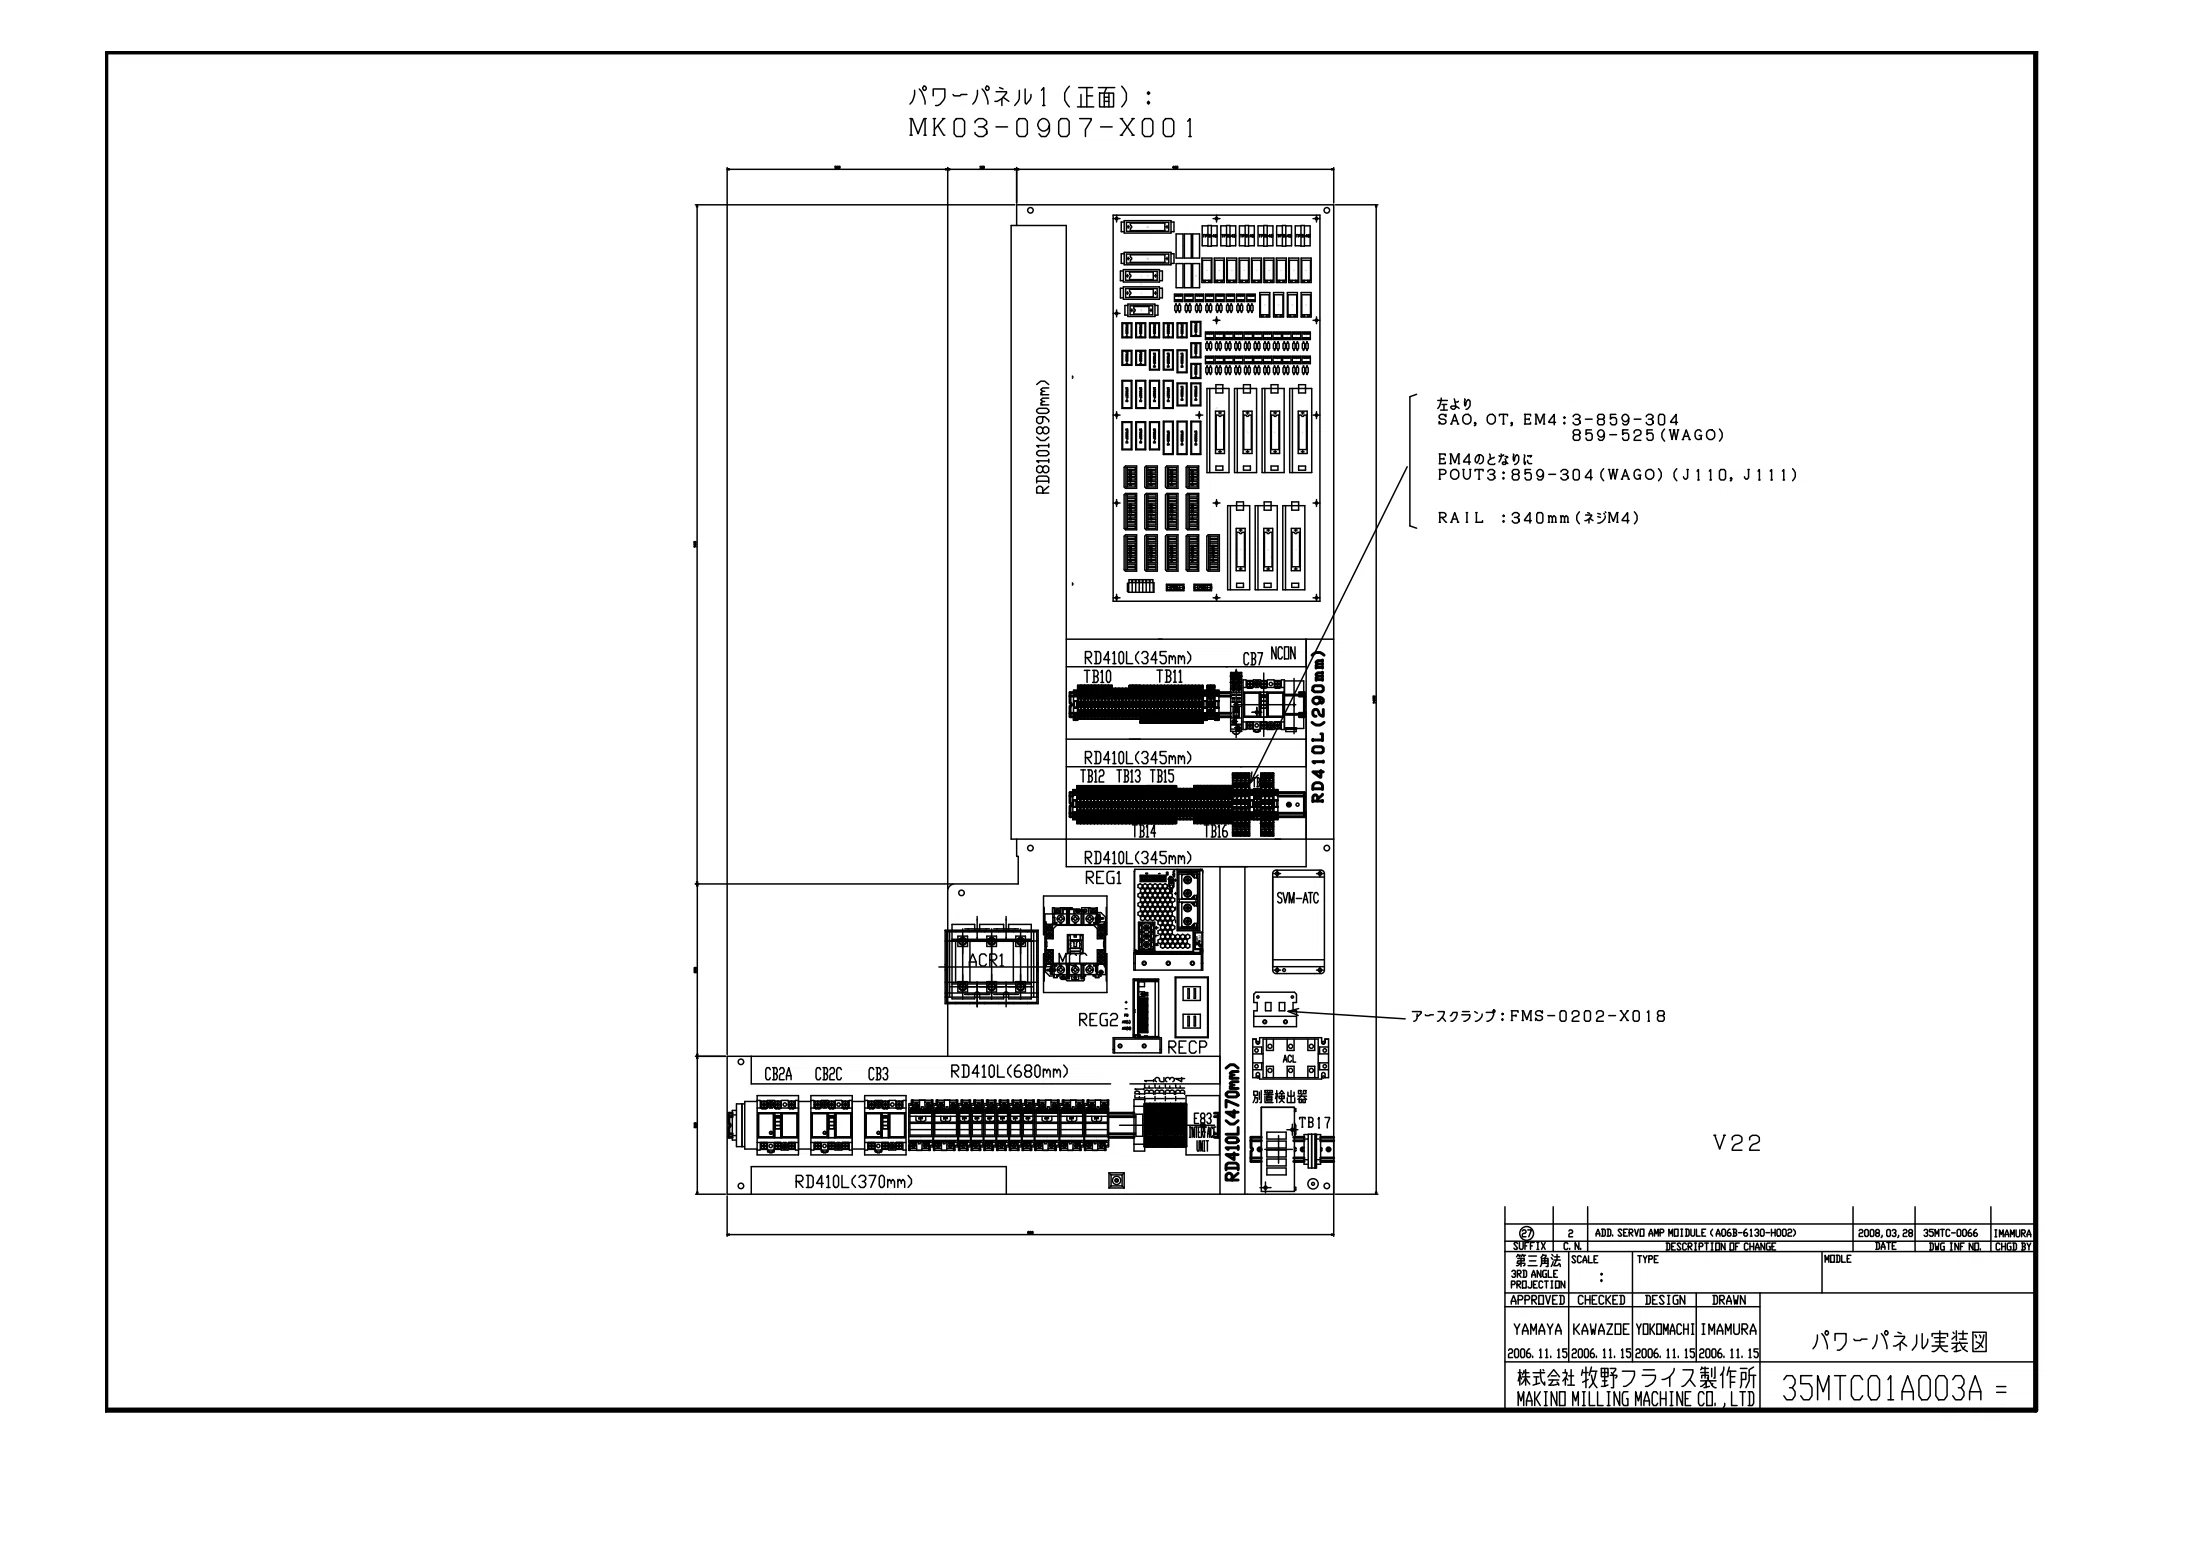 パワーパネル1(正面):
MK03-0907-X001
RD8101(890mm)
左より
SAO, OT, EM4:3-859-304
859-525(WAGO)
EM4のとなりに
POUT3:859-304(WAGO)(J110, J111)
RAIL :340mm(ネジM4)
RD410L(345mm)
CB7
NCON
TB10
TB11
RD410L(290mm)
RD410L(345mm)
TB12 TB13 TB15
TB14
TB16
RD410L(345mm)
REG1
SVM-ATC
ACR1
REG2
RECP
アースクランプ:FMS-0202-X018
ACL
RD410L(680mm)
CB2A
CB2C
CB3
RD410L(470mm)
別置検出器
TB17
E83
INTERFACE
UNIT
RD410L(370mm)
V22
27 2 ADD. SERVO AMP MOIDULE (A06B-6130-H002) 2008,03,28 35MTC-0066 IMAMURA
SUFFIX C. N. DESCRIPTION OF CHANGE DATE DWG INF NO. CHGD BY
第三角法
3RD ANGLE
PROJECTION
SCALE
:
TYPE
MODLE
APPROVED CHECKED DESIGN DRAWN
YAMAYA KAWAZOE YOKOMACHI IMAMURA
2006. 11. 15 2006. 11. 15 2006. 11. 15 2006. 11. 15
パワーパネル実装図
株式会社 牧野フライス製作所
MAKINO MILLING MACHINE CO., LTD
35MTC01A003A =